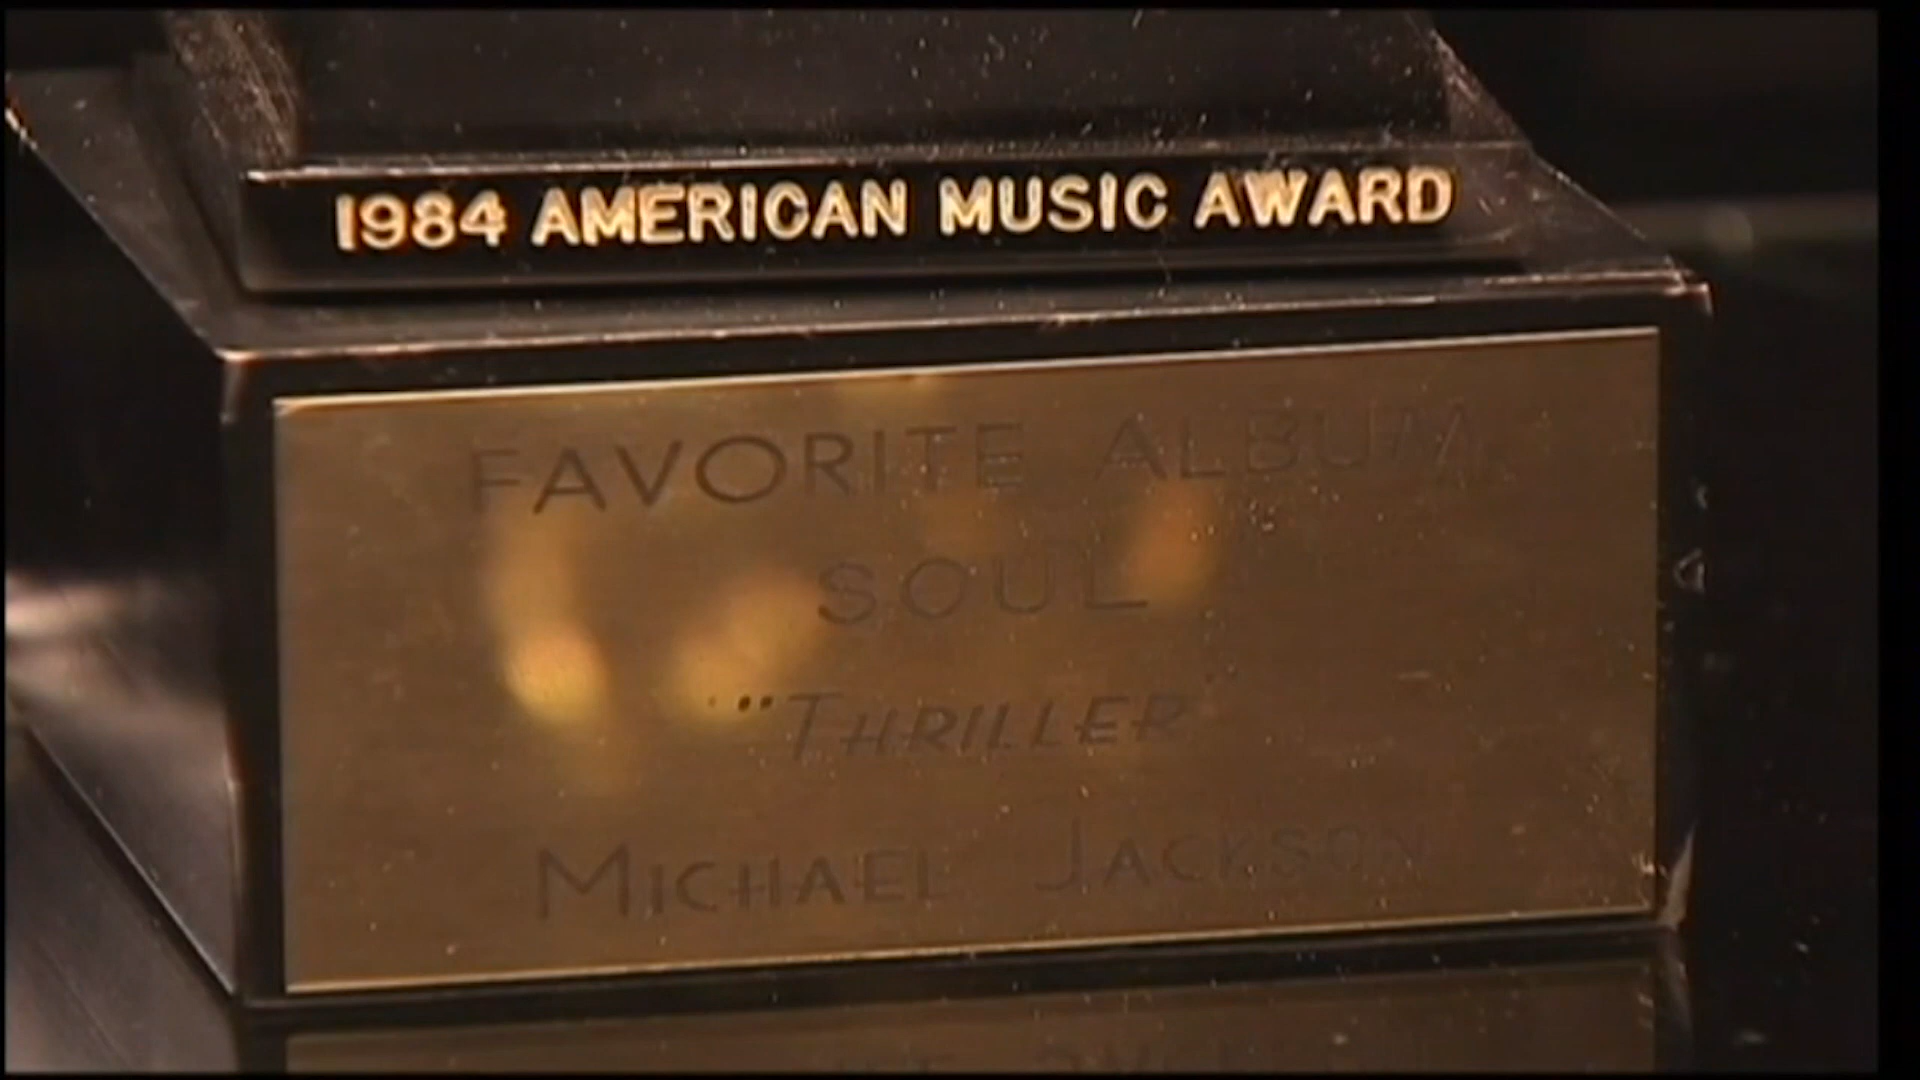 1984 AMERICAN MUSIC AWARD
FAVORITE ALBUM
SOUL
"THRILLER"
MICHAEL JACKSON